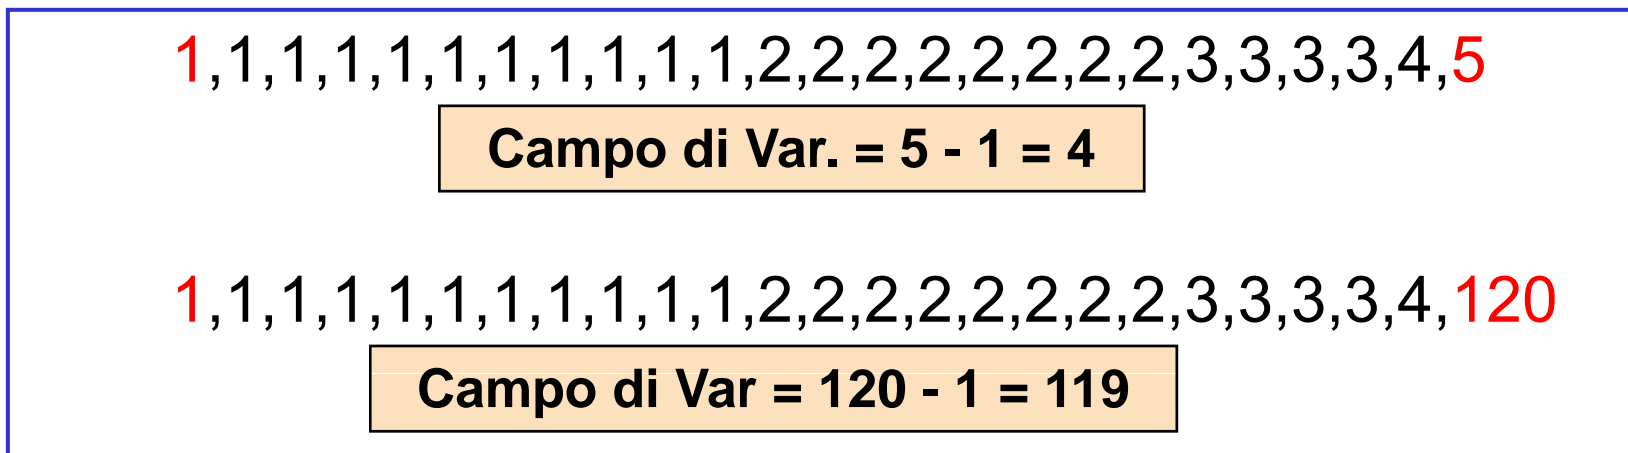 1,1,1,1,1,1,1,1,1,1,1,2,2,2,2,2,2,2,2,3,3,3,3,4,5
Campo di Var. = 5 - 1 = 4
1,1,1,1,1,1,1,1,1,1,1,2,2,2,2,2,2,2,2,3,3,3,3,4,120
Campo di Var = 120 - 1 = 119